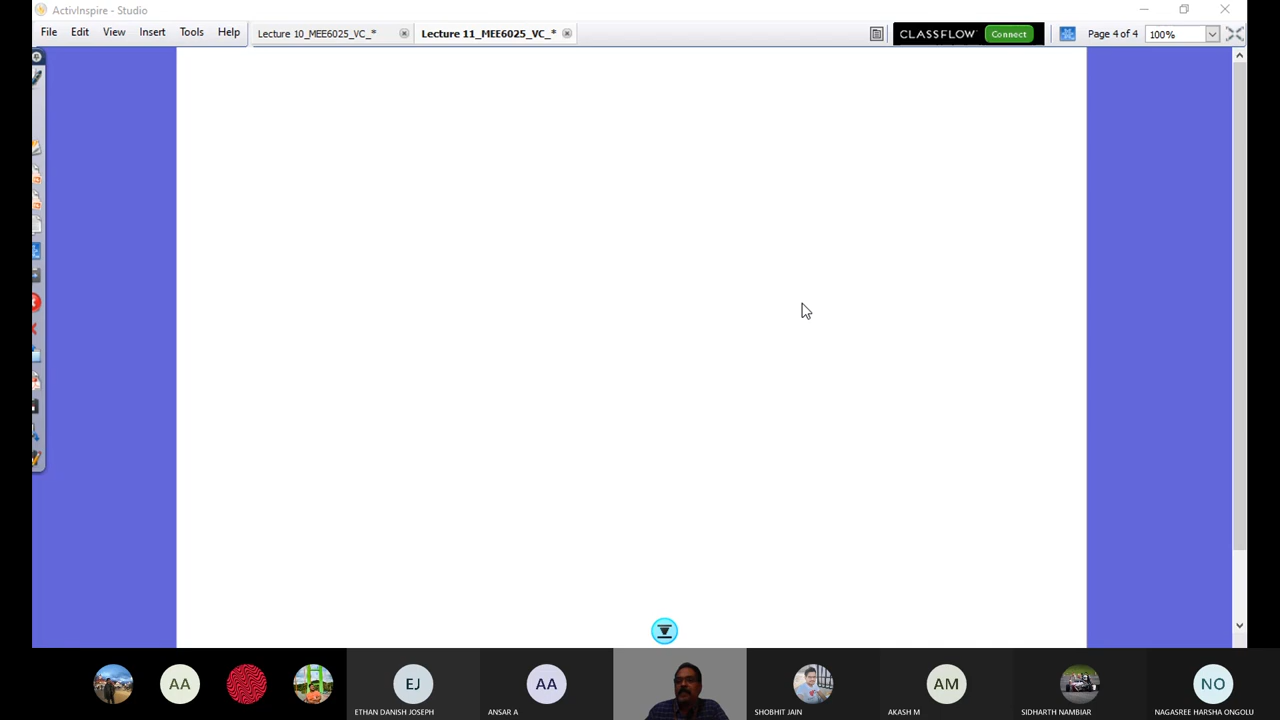 ActivInspire - Studio
File Edit View Insert Tools Help
Lecture 10_MEE6025_VC_*
Lecture 11_MEE6025_VC_*
CLASSFLOW Connect
Page 4 of 4
100%
AA
EJ
AA
AM
NO
ETHAN DANISH JOSEPH
ANSAR A
SHOBHIT JAIN
AKASH M
SIDHARTH NAMBIAR
NAGASREE HARSHA ONGOLU